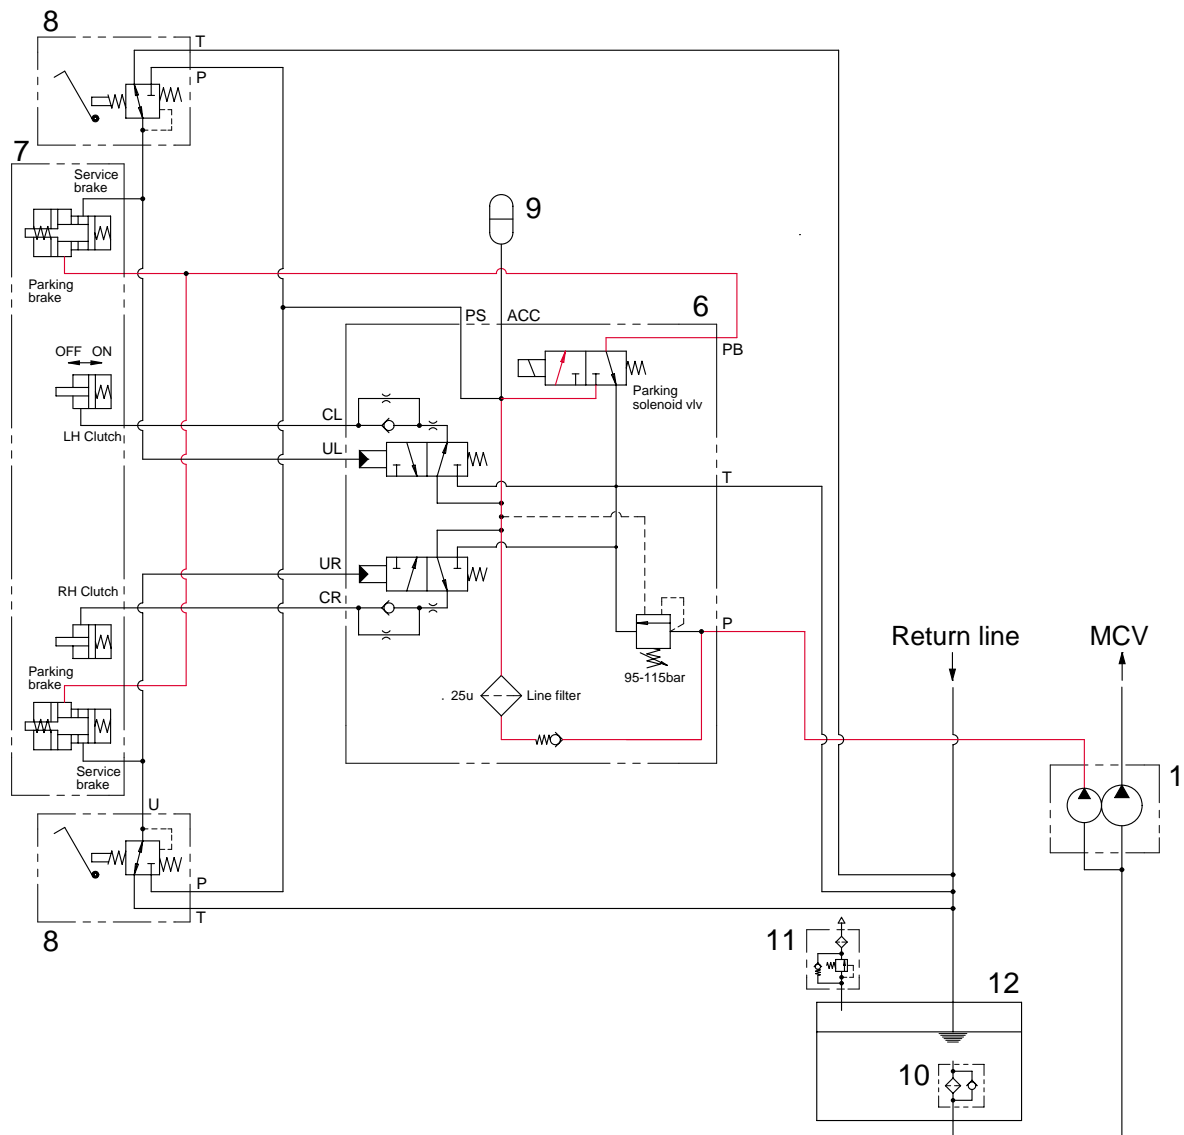 8
T
P
7
Service
brake
9
Parking
brake
6
PS
ACC
PB
OFF ON
Parking
solenoid vlv
CL
LH Clutch
UL
T
UR
RH Clutch
CR
P
Return line
MCV
Parking
brake
95-115bar
. 25u
Line filter
Service
brake
1
U
P
T
8
11
12
10